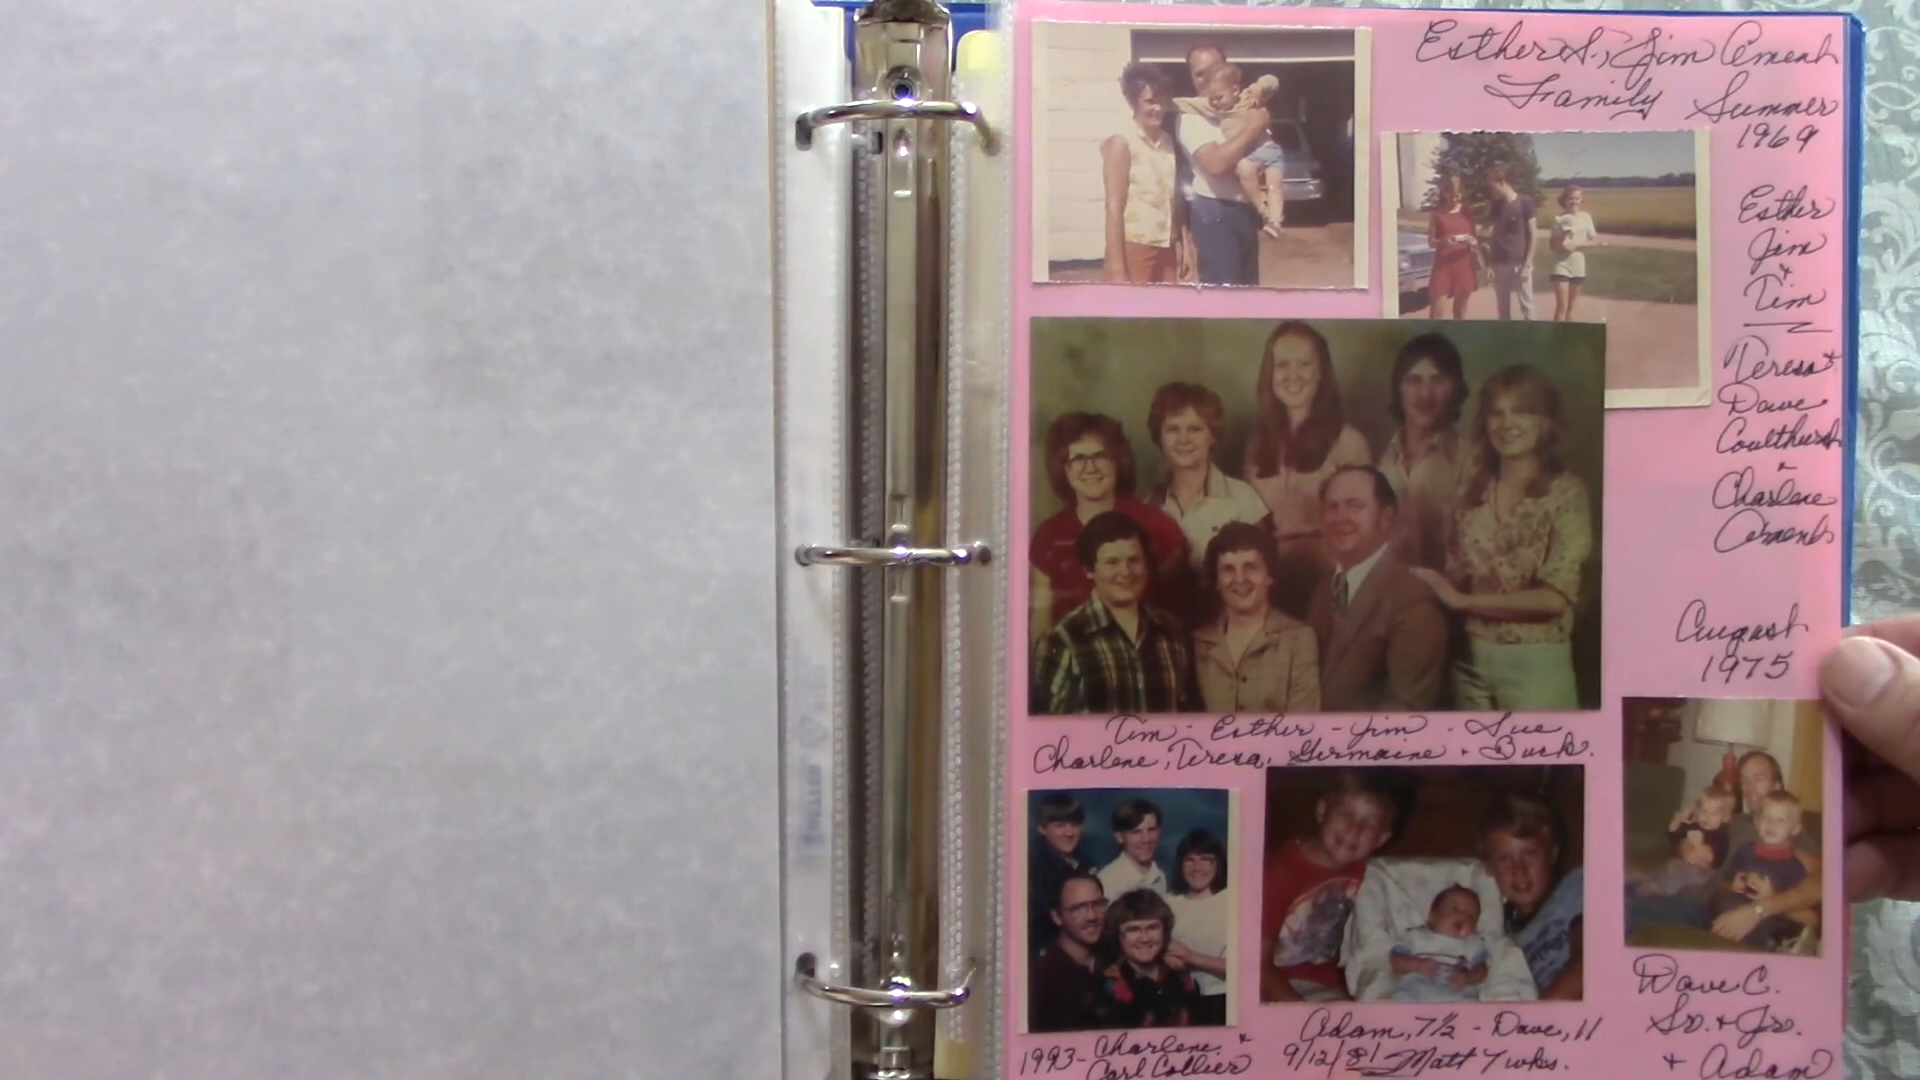 Esther S., Jim Ament
Family Summer
1969
Esther
Jim
+
Tim
Teresa +
Dave
Coulthurst
+
Charlene
Aments
August
1975
Tim - Esther - Jim - Sue
Charlene, Teresa, Germaine + Buck.
1993 - Charlene +
Carl Collier
Adam, 7½ - Dave, 11
9/12/81 Matt 7wks.
Dave C.
Sr. + Jr.
+ Adam